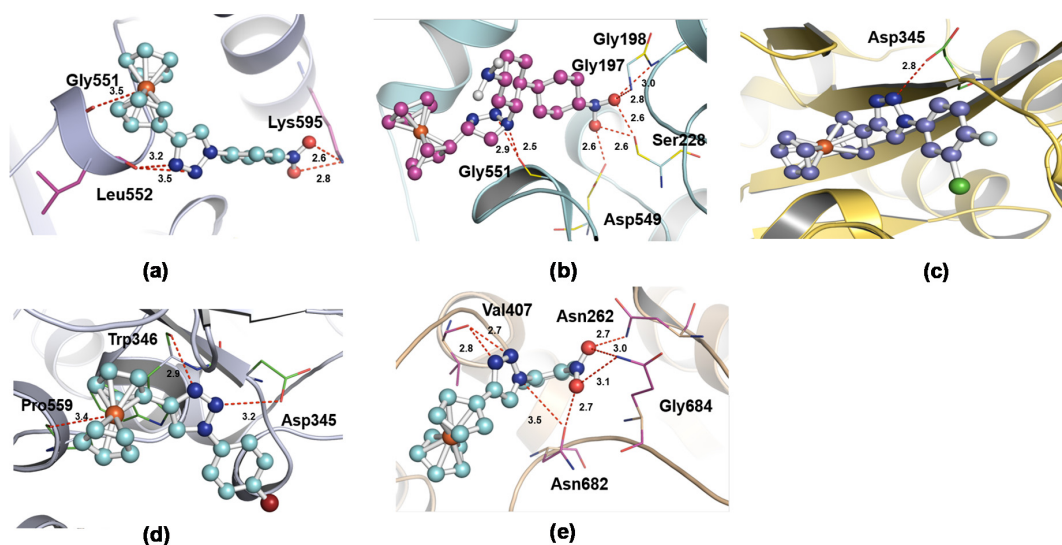 Gly551
3.5
Lys595
3.2
2.6
3.5
2.8
Leu552
(a)
Gly198
Gly197
3.0
2.8
2.6
2.9
2.5
2.6
2.6
Ser228
Gly551
Asp549
(b)
Asp345
2.8
(c)
Trp346
2.9
Pro559
3.4
3.2
Asp345
(d)
Val407
Asn262
2.7
2.7
2.8
3.0
3.1
2.7
3.5
Gly684
Asn682
(e)